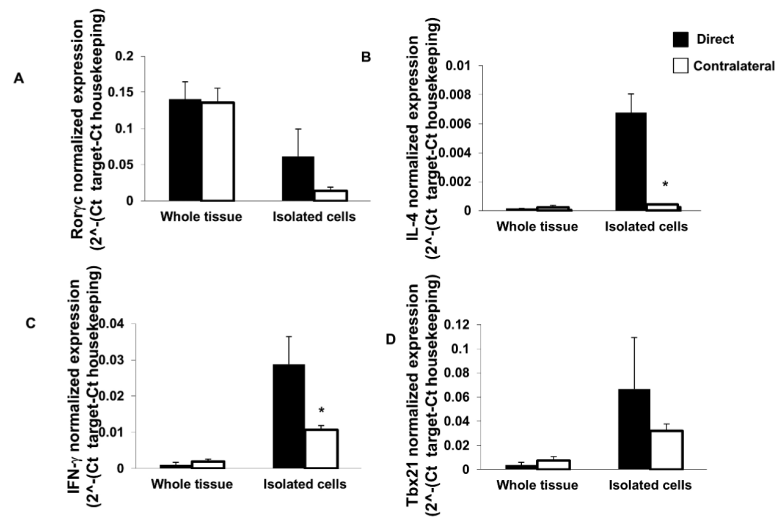 A
Rorγc normalized expression
(2^-(Ct target-Ct housekeeping)
0.2
0.15
0.1
0.05
0
Whole tissue
Isolated cells
B
IL-4 normalized expression
(2^-(Ct target-Ct housekeeping)
0.01
0.008
0.006
0.004
0.002
0
*
Whole tissue
Isolated cells
Direct
Contralateral
C
IFN-γ normalized expression
(2^-(Ct target-Ct housekeeping)
0.04
0.03
0.02
0.01
0
*
Whole tissue
Isolated cells
D
Tbx21 normalized expression
(2^-(Ct target-Ct housekeeping)
0.12
0.1
0.08
0.06
0.04
0.02
0
Whole tissue
Isolated cells